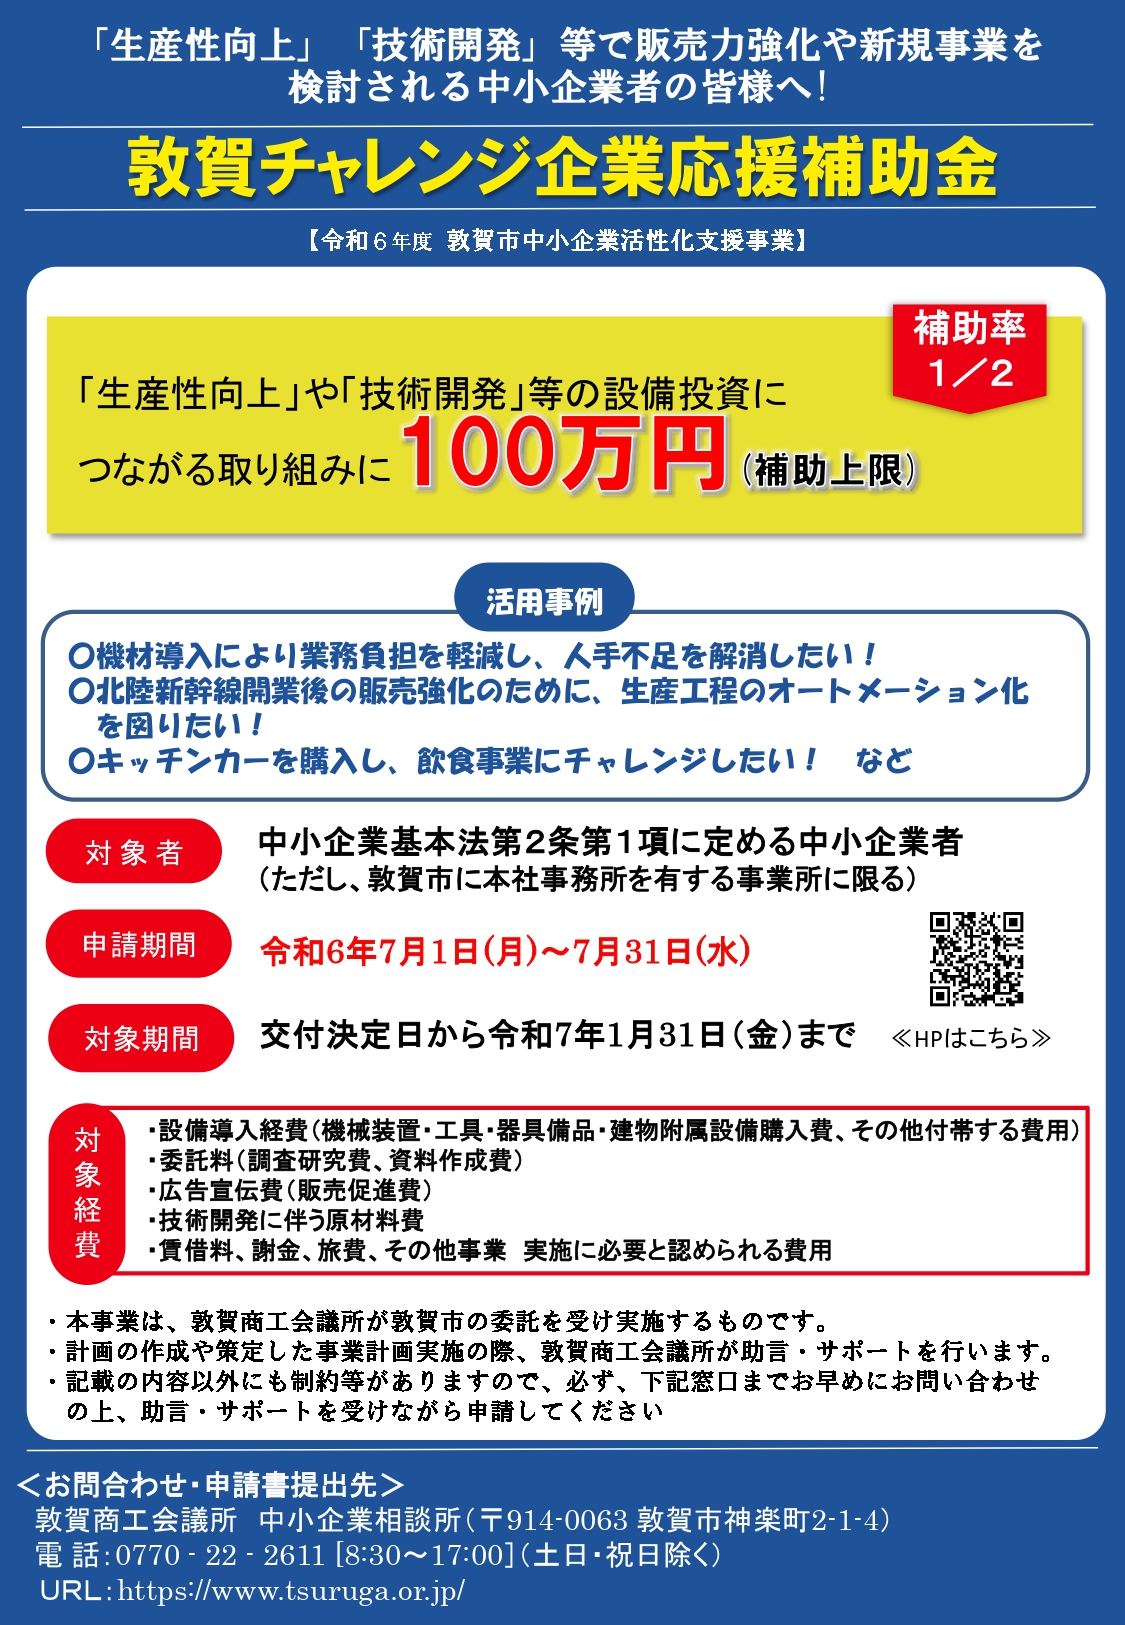 「生産性向上」「技術開発」等で販売力強化や新規事業を
検討される中小企業者の皆様へ!
敦賀チャレンジ企業応援補助金
【令和６年度 敦賀市中小企業活性化支援事業】
補助率
１／２
「生産性向上」や「技術開発」等の設備投資に
つながる取り組みに100万円(補助上限)
活用事例
〇機材導入により業務負担を軽減し、人手不足を解消したい！
〇北陸新幹線開業後の販売強化のために、生産工程のオートメーション化
を図りたい！
〇キッチンカーを購入し、飲食事業にチャレンジしたい！　など
対象者
中小企業基本法第２条第１項に定める中小企業者
（ただし、敦賀市に本社事務所を有する事業所に限る）
申請期間
令和6年7月1日(月)～7月31日(水)
対象期間
交付決定日から令和7年1月31日（金）まで
≪HPはこちら≫
対象経費
・設備導入経費（機械装置・工具・器具備品・建物附属設備購入費、その他付帯する費用）
・委託料（調査研究費、資料作成費）
・広告宣伝費（販売促進費）
・技術開発に伴う原材料費
・賃借料、謝金、旅費、その他事業　実施に必要と認められる費用
・本事業は、敦賀商工会議所が敦賀市の委託を受け実施するものです。
・計画の作成や策定した事業計画実施の際、敦賀商工会議所が助言・サポートを行います。
・記載の内容以外にも制約等がありますので、必ず、下記窓口までお早めにお問い合わせ
の上、助言・サポートを受けながら申請してください
＜お問合わせ・申請書提出先＞
敦賀商工会議所　中小企業相談所（〒914-0063 敦賀市神楽町2-1-4）
電 話：0770 - 22 - 2611 [8:30～17:00]（土日・祝日除く）
URL：https://www.tsuruga.or.jp/